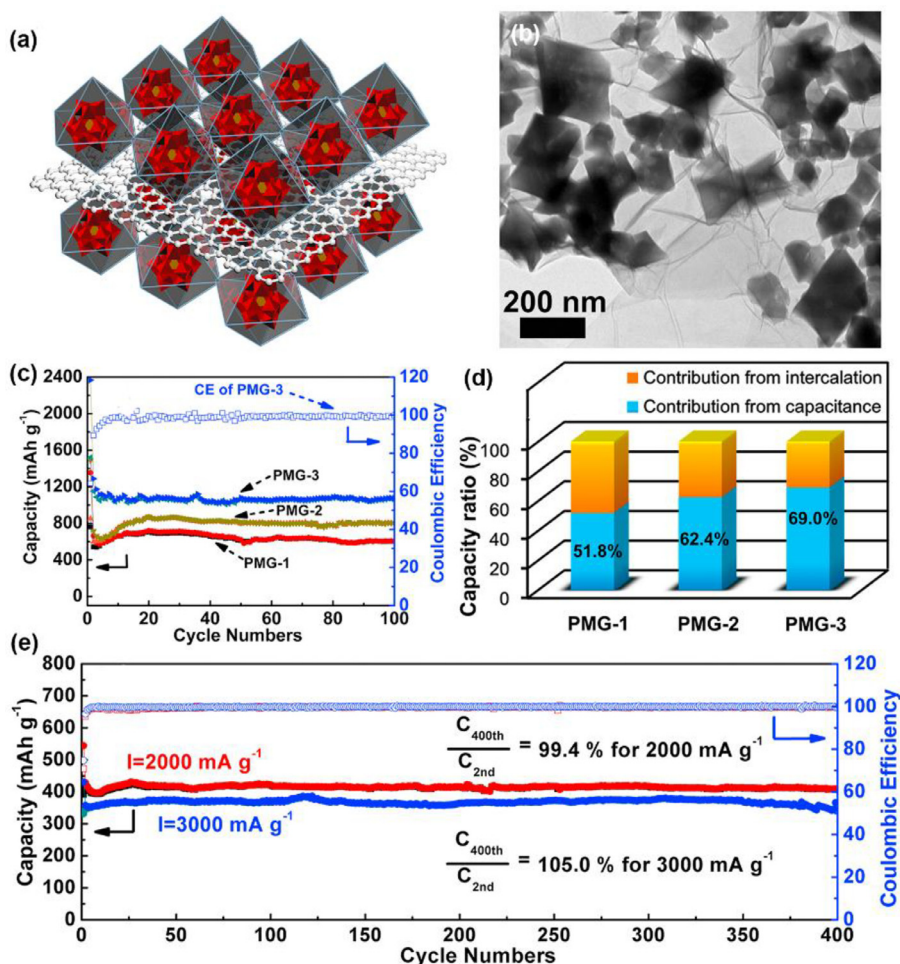 (a)
(b)
200 nm
(c)
2400
2000
1600
1200
800
400
0
Capacity (mAh g⁻¹)
0 20 40 60 80 100
Cycle Numbers
120
100
80
60
40
20
0
Coulombic Efficiency
CE of PMG-3
PMG-3
PMG-2
PMG-1
(d)
Contribution from intercalation
Contribution from capacitance
Capacity ratio (%)
100
80
60
40
20
0
51.8%
62.4%
69.0%
PMG-1 PMG-2 PMG-3
(e)
800
700
600
500
400
300
200
100
0
Capacity (mAh g⁻¹)
I=2000 mA g⁻¹
I=3000 mA g⁻¹
C400th
C2nd
= 99.4 % for 2000 mA g⁻¹
C400th
C2nd
= 105.0 % for 3000 mA g⁻¹
120
100
80
60
40
20
0
Coulombic Efficiency
0 50 100 150 200 250 300 350 400
Cycle Numbers